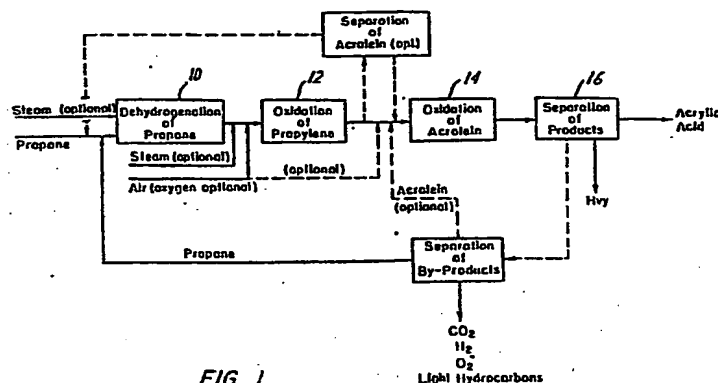 Separation
of
Acrolein (opt.)
10
12
14
16
Steam (optional)
Propane
Dehydrogenation
of
Propane
Oxidation
of
Propylene
Oxidation
of
Acrolein
Separation
of
Products
Acrylic
Acid
Steam (optional)
Air (oxygen optional)
(optional)
Acrolein
(optional)
Hvy
Propane
Separation
of
By-Products
CO2
H2
O2
Light Hydrocarbons
FIG. 1